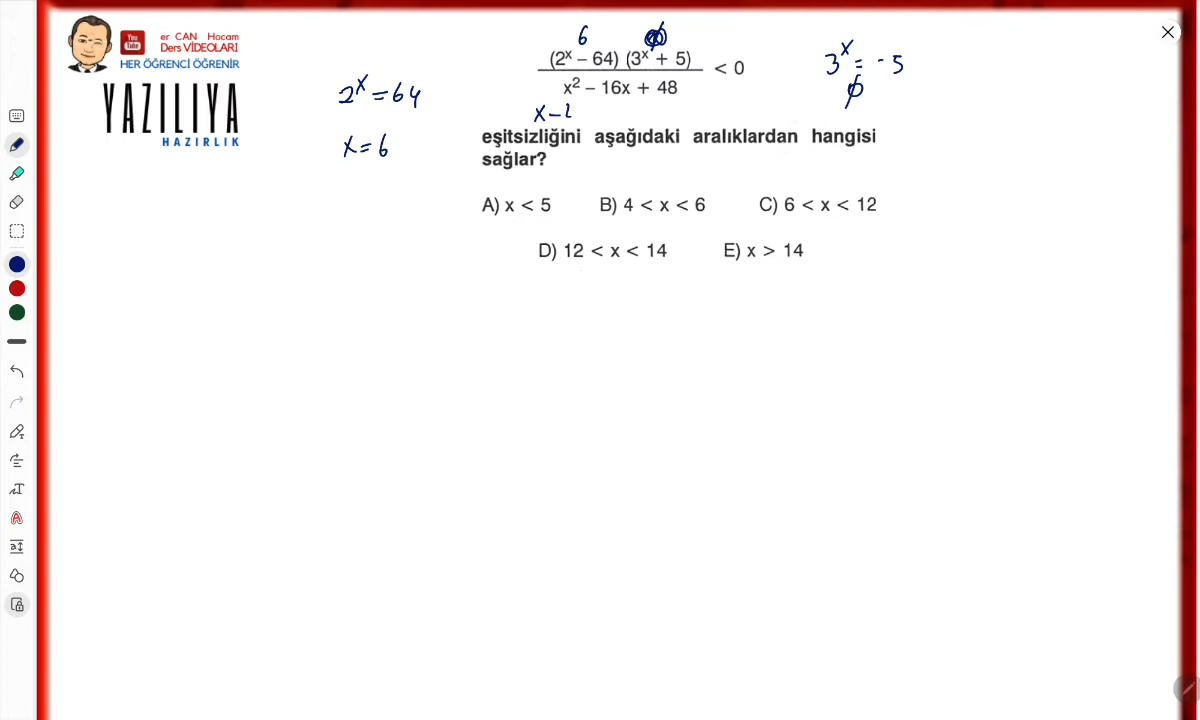 er CAN Hocam
You Tube
Ders VİDEOLARI
HER ÖĞRENCİ ÖĞRENİR
YAZILIYA
HAZIRLIK
2ˣ = 64
x = 6
6
(2ˣ – 64) (3ˣ + 5)
x² – 16x + 48
< 0
3ˣ = -5
∅
x – 
eşitsizliğini aşağıdaki aralıklardan hangisi
sağlar?
A) x < 5 B) 4 < x < 6 C) 6 < x < 12
D) 12 < x < 14 E) x > 14